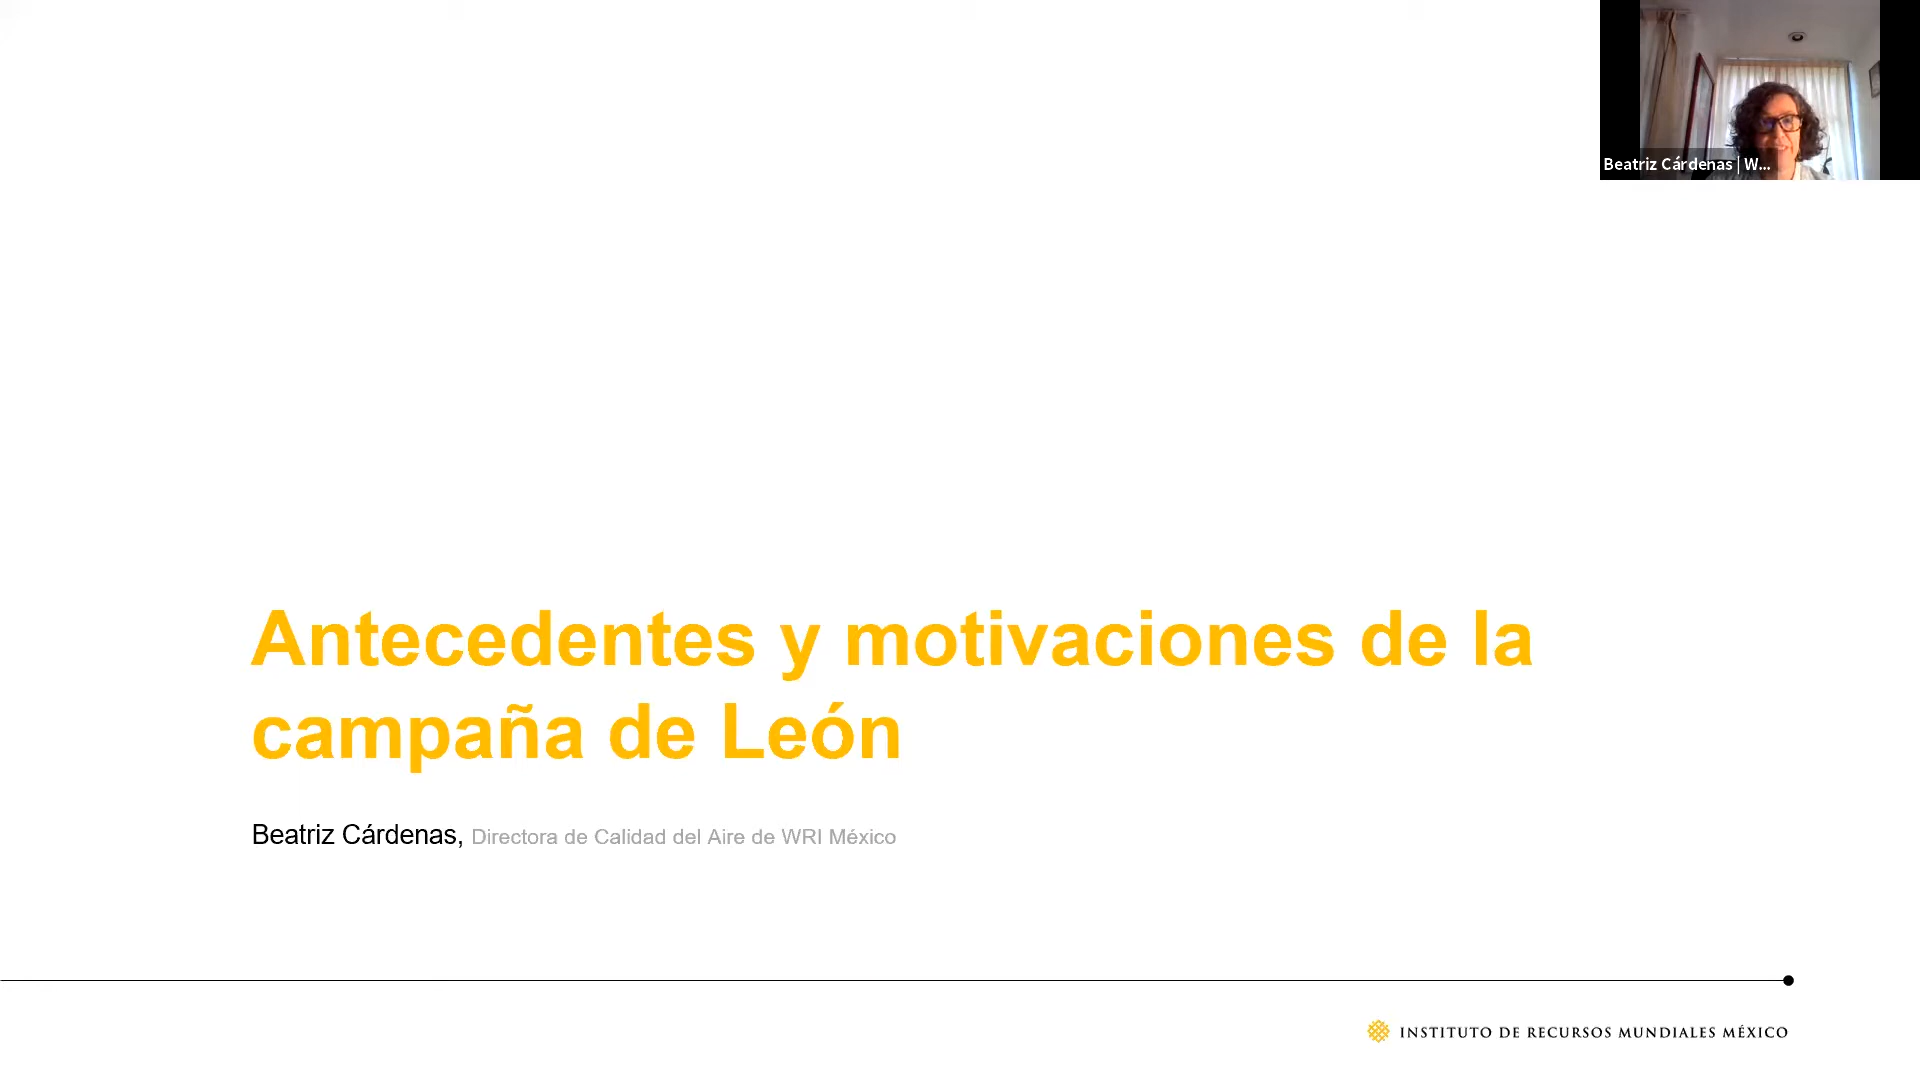 Beatriz Cárdenas | W...
Antecedentes y motivaciones de la
campaña de León
Beatriz Cárdenas, Directora de Calidad del Aire de WRI México
INSTITUTO DE RECURSOS MUNDIALES MÉXICO